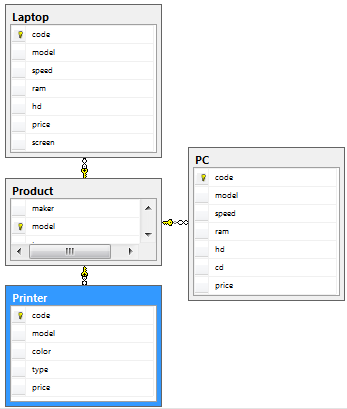 Laptop
code
model
speed
ram
hd
price
screen
Product
maker
model
PC
code
model
speed
ram
hd
cd
price
Printer
code
model
color
type
price